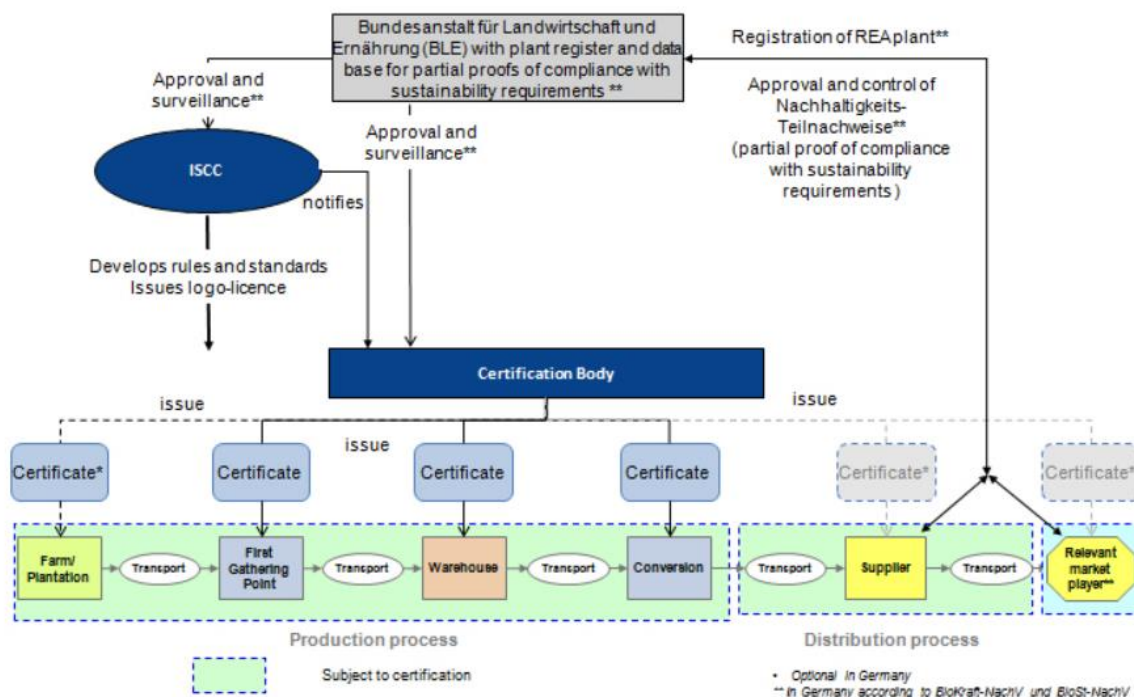 Bundesanstalt für Landwirtschaft und
Ernährung (BLE) with plant register and data
base for partial proofs of compliance with
sustainability requirements **
Registration of REAplant**
Approval and
surveillance**
Approval and control of
Nachhaltigkeits-
Teilnachweise**
(partial proof of compliance
with sustainability
requirements )
Approval and
surveillance**
ISCC
notifies
Develops rules and standards
Issues logo-licence
Certification Body
issue
issue
issue
Certificate*
Certificate
Certificate
Certificate
Certificate*
Certificate*
Farm/
Plantation
Transport
First
Gathering
Point
Transport
Warehouse
Transport
Conversion
Transport
Supplier
Transport
Relevant
market
player**
Production process
Distribution process
Subject to certification
• Optional in Germany
** In Germany according to BioKraft-NachV und BioSt-NachV